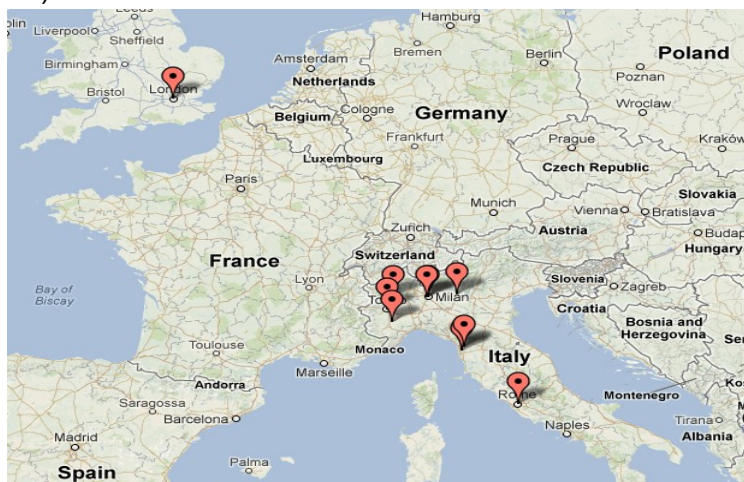 Hamburg
Liverpool
Sheffield
Bremen
Birmingham
Amsterdam
Berlin
Poland
Netherlands
Poznan
London
Bristol
Cologne
Germany
Wroclaw
Belgium
Frankfurt
Prague
Kraków
Luxembourg
Czech Republic
Paris
Slovakia
Munich
Vienna
Bratislava
Zurich
Austria
Budap
Switzerland
Hungary
France
Lyon
Slovenia
Zagreb
Bay of
Biscay
Milan
Croatia
Bosnia and
Herzegovina
Toulouse
Monaco
Italy
Marseille
Andorra
Montenegro
Saragossa
Rome
Barcelona
Tirana
Naples
Albania
Madrid
Palma
Spain